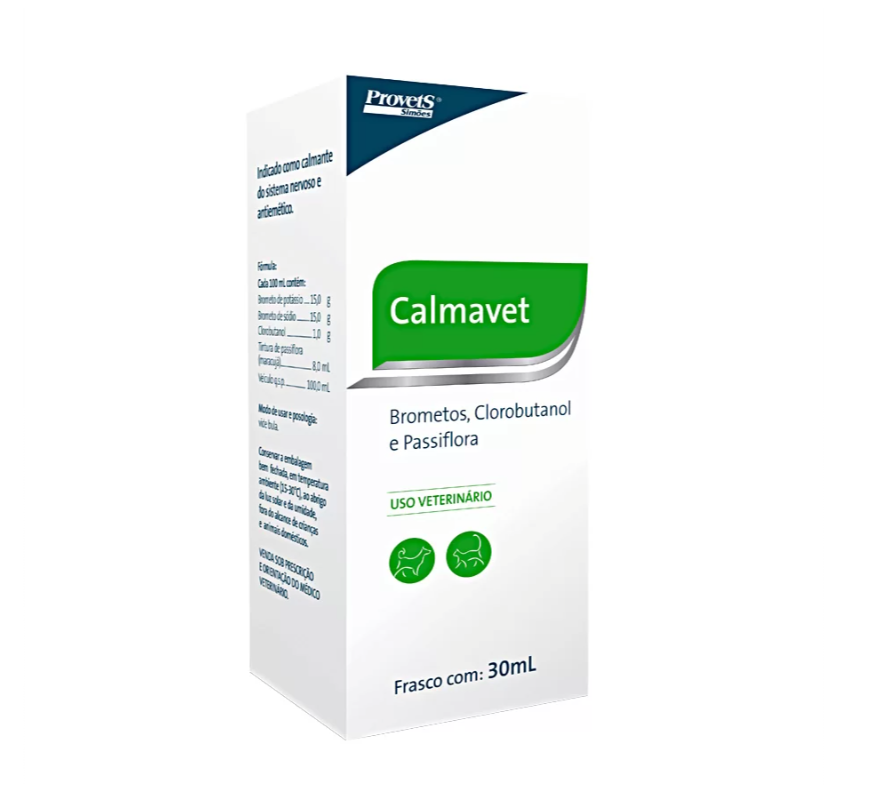 Provets®
Simões
Calmavet
Brometos, Clorobutanol
e Passiflora
USO VETERINÁRIO
Frasco com: 30mL
Indicado como calmante
do sistema nervoso e
antiemético.
Fórmula:
Cada 100 mL contém:
Brometo de potássio ... 15,0 g
Brometo de sódio ..... 15,0 g
Clorobutanol ............ 1,0 g
Tintura de passiflora
(maracujá) ............ 8,0 mL
Veículo q.s.p. ....... 100,0 mL
Modo de usar e posologia:
vide bula.
Conservar a embalagem
bem fechada, em temperatura
ambiente (15-30°C), ao abrigo
da luz solar e da umidade,
fora do alcance de crianças
e animais domésticos.
VENDA SOB PRESCRIÇÃO
E ORIENTAÇÃO DO MÉDICO
VETERINÁRIO.